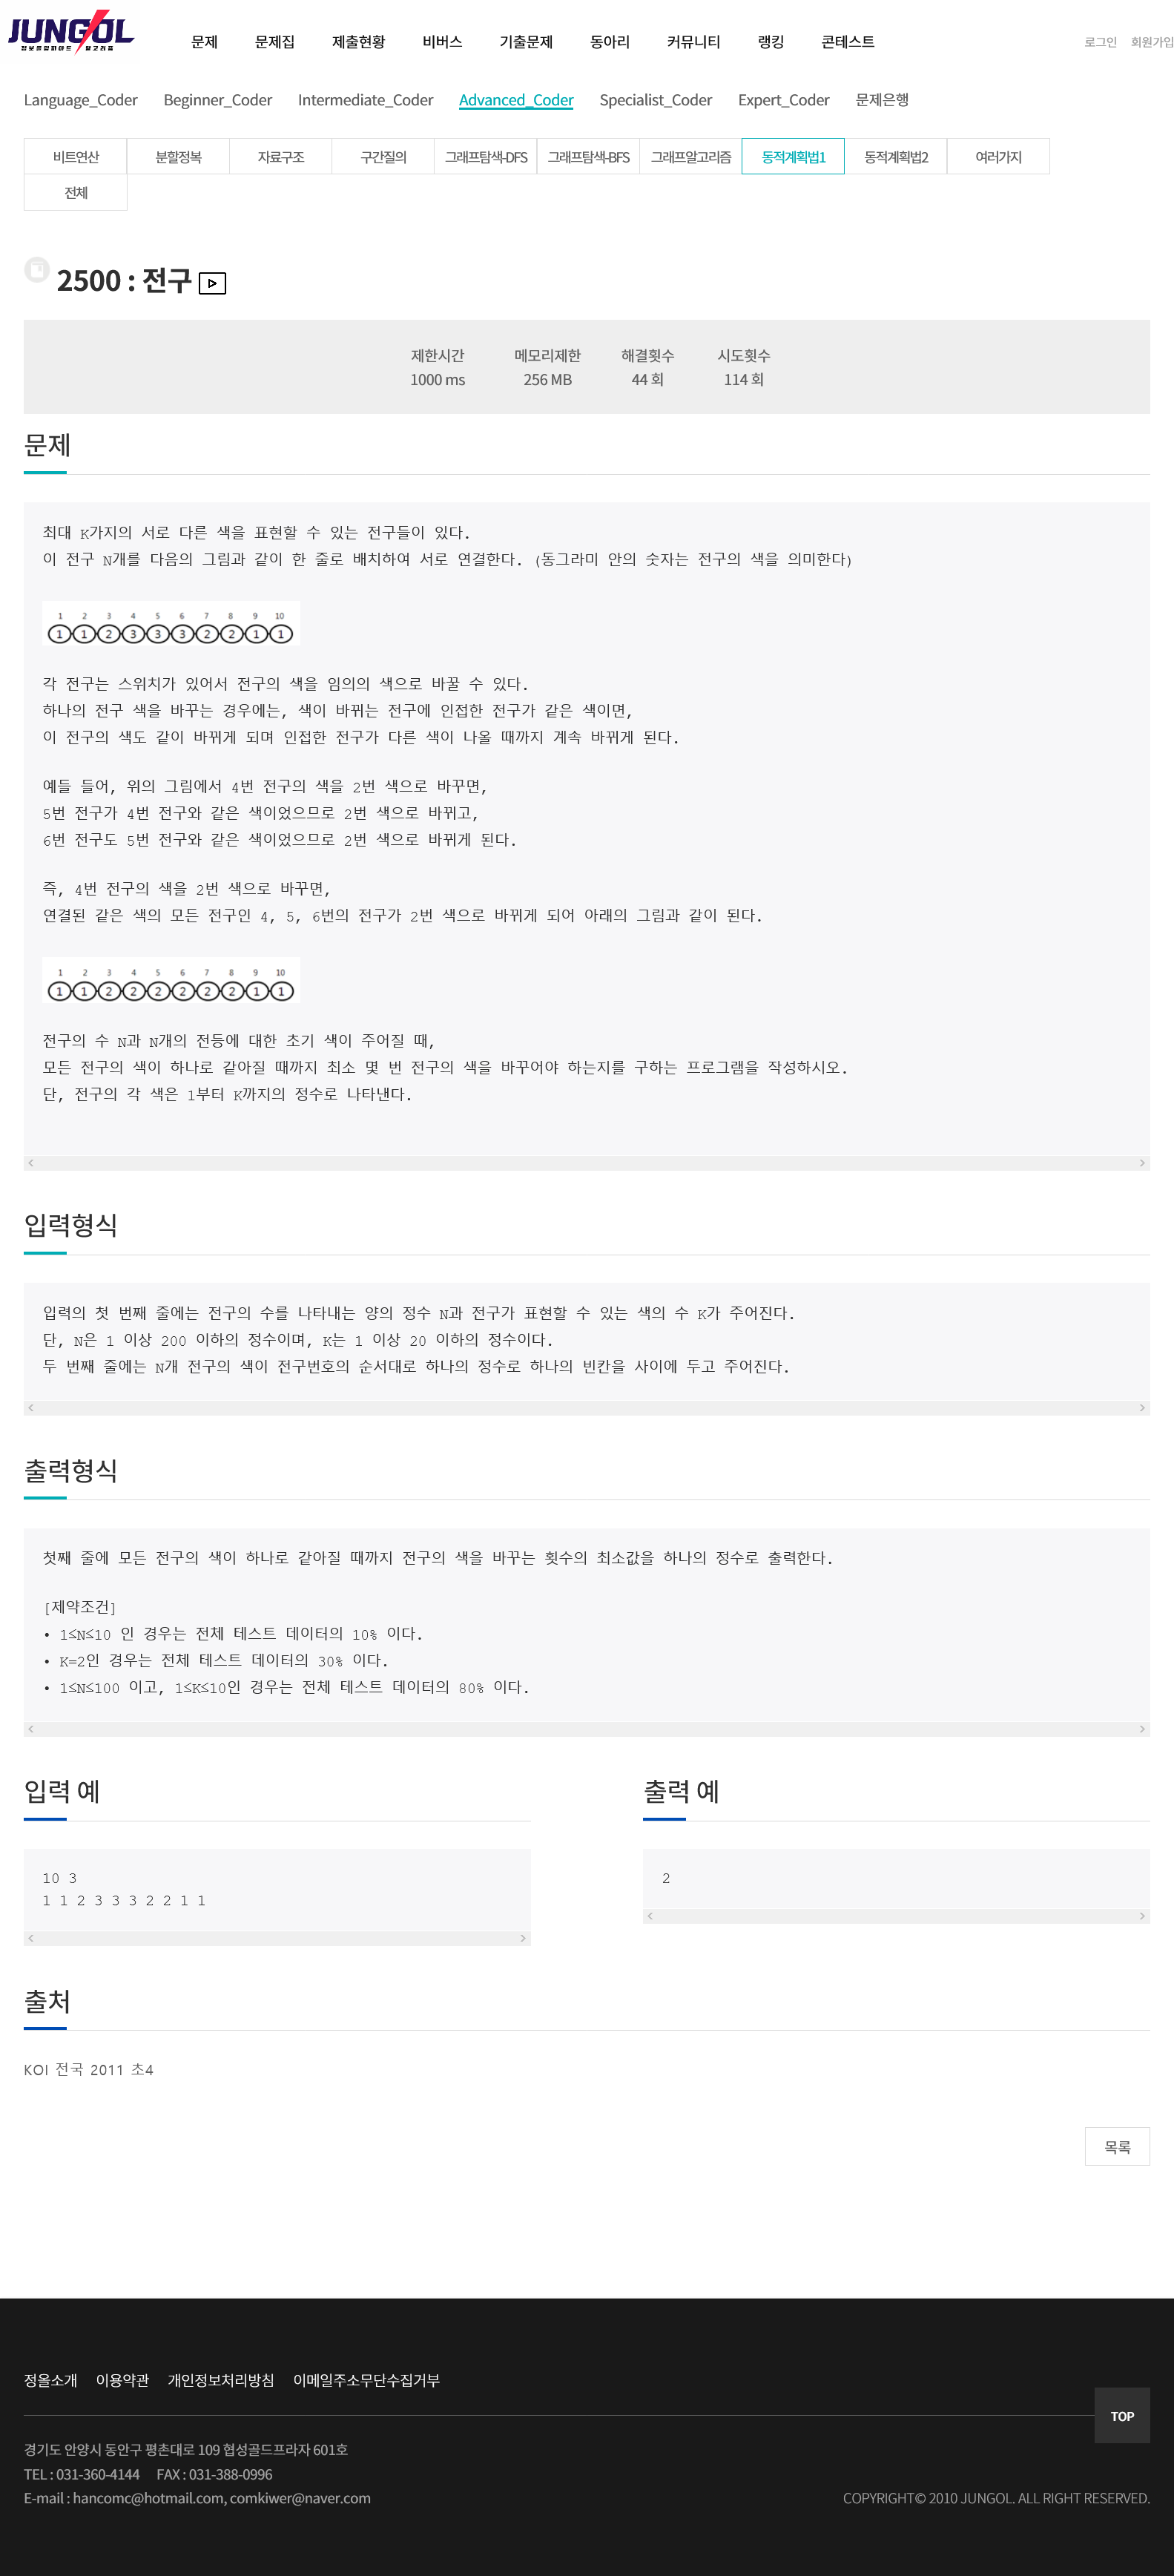 JUNGOL
정보올림피아드 알고리즘
문제 문제집 제출현황 비버스 기출문제 동아리 커뮤니티 랭킹 콘테스트 로그인 회원가입
Language_Coder Beginner_Coder Intermediate_Coder Advanced_Coder Specialist_Coder Expert_Coder 문제은행
비트연산 분할정복 자료구조 구간질의 그래프탐색-DFS 그래프탐색-BFS 그래프알고리즘 동적계획법1 동적계획법2 여러가지
전체
2500 : 전구
제한시간 메모리제한 해결횟수 시도횟수
1000 ms 256 MB 44 회 114 회
문제
최대 K가지의 서로 다른 색을 표현할 수 있는 전구들이 있다.
이 전구 N개를 다음의 그림과 같이 한 줄로 배치하여 서로 연결한다. (동그라미 안의 숫자는 전구의 색을 의미한다)
1 2 3 4 5 6 7 8 9 10
1 1 2 3 3 3 2 2 1 1
각 전구는 스위치가 있어서 전구의 색을 임의의 색으로 바꿀 수 있다.
하나의 전구 색을 바꾸는 경우에는, 색이 바뀌는 전구에 인접한 전구가 같은 색이면,
이 전구의 색도 같이 바뀌게 되며 인접한 전구가 다른 색이 나올 때까지 계속 바뀌게 된다.
예들 들어, 위의 그림에서 4번 전구의 색을 2번 색으로 바꾸면,
5번 전구가 4번 전구와 같은 색이었으므로 2번 색으로 바뀌고,
6번 전구도 5번 전구와 같은 색이었으므로 2번 색으로 바뀌게 된다.
즉, 4번 전구의 색을 2번 색으로 바꾸면,
연결된 같은 색의 모든 전구인 4, 5, 6번의 전구가 2번 색으로 바뀌게 되어 아래의 그림과 같이 된다.
1 2 3 4 5 6 7 8 9 10
1 1 2 2 2 2 2 2 1 1
전구의 수 N과 N개의 전등에 대한 초기 색이 주어질 때,
모든 전구의 색이 하나로 같아질 때까지 최소 몇 번 전구의 색을 바꾸어야 하는지를 구하는 프로그램을 작성하시오.
단, 전구의 각 색은 1부터 K까지의 정수로 나타낸다.
입력형식
입력의 첫 번째 줄에는 전구의 수를 나타내는 양의 정수 N과 전구가 표현할 수 있는 색의 수 K가 주어진다.
단, N은 1 이상 200 이하의 정수이며, K는 1 이상 20 이하의 정수이다.
두 번째 줄에는 N개 전구의 색이 전구번호의 순서대로 하나의 정수로 하나의 빈칸을 사이에 두고 주어진다.
출력형식
첫째 줄에 모든 전구의 색이 하나로 같아질 때까지 전구의 색을 바꾸는 횟수의 최소값을 하나의 정수로 출력한다.
[제약조건]
• 1≤N≤10 인 경우는 전체 테스트 데이터의 10% 이다.
• K=2인 경우는 전체 테스트 데이터의 30% 이다.
• 1≤N≤100 이고, 1≤K≤10인 경우는 전체 테스트 데이터의 80% 이다.
입력 예
10 3
1 1 2 3 3 3 2 2 1 1
출력 예
2
출처
KOI 전국 2011 초4
목록
정올소개 이용약관 개인정보처리방침 이메일주소무단수집거부
TOP
경기도 안양시 동안구 평촌대로 109 협성골드프라자 601호
TEL : 031-360-4144 FAX : 031-388-0996
E-mail : hancomc@hotmail.com, comkiwer@naver.com
COPYRIGHT© 2010 JUNGOL. ALL RIGHT RESERVED.